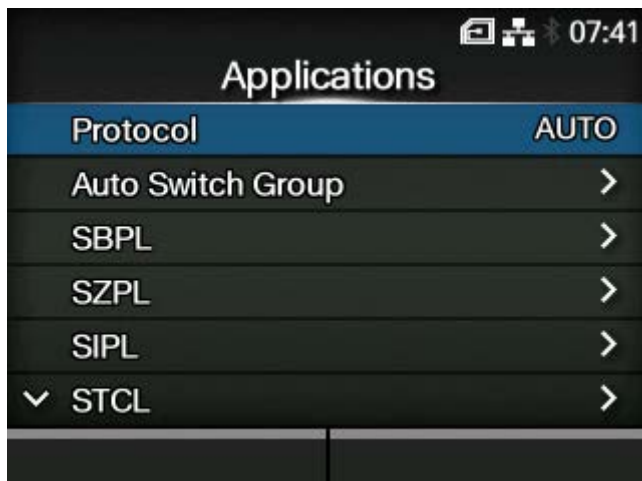 07:41
Applications
Protocol AUTO
Auto Switch Group
SBPL
SZPL
SIPL
STCL